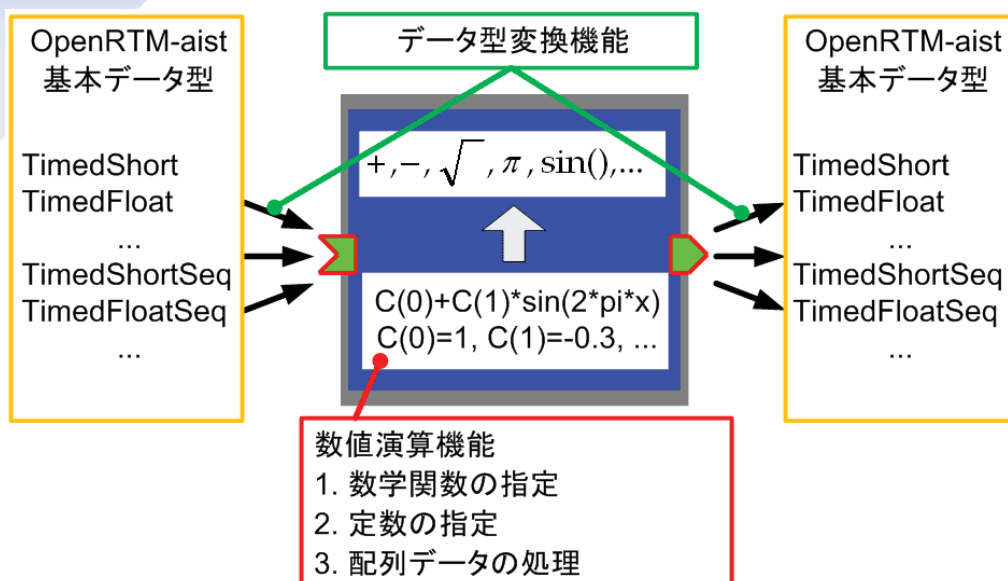 OpenRTM-aist
基本データ型
TimedShort
TimedFloat
...
TimedShortSeq
TimedFloatSeq
...
データ型変換機能
+,-,√ ,π,sin(),...
C(0)+C(1)*sin(2*pi*x)
C(0)=1, C(1)=-0.3, ...
数値演算機能
1. 数学関数の指定
2. 定数の指定
3. 配列データの処理
OpenRTM-aist
基本データ型
TimedShort
TimedFloat
...
TimedShortSeq
TimedFloatSeq
...